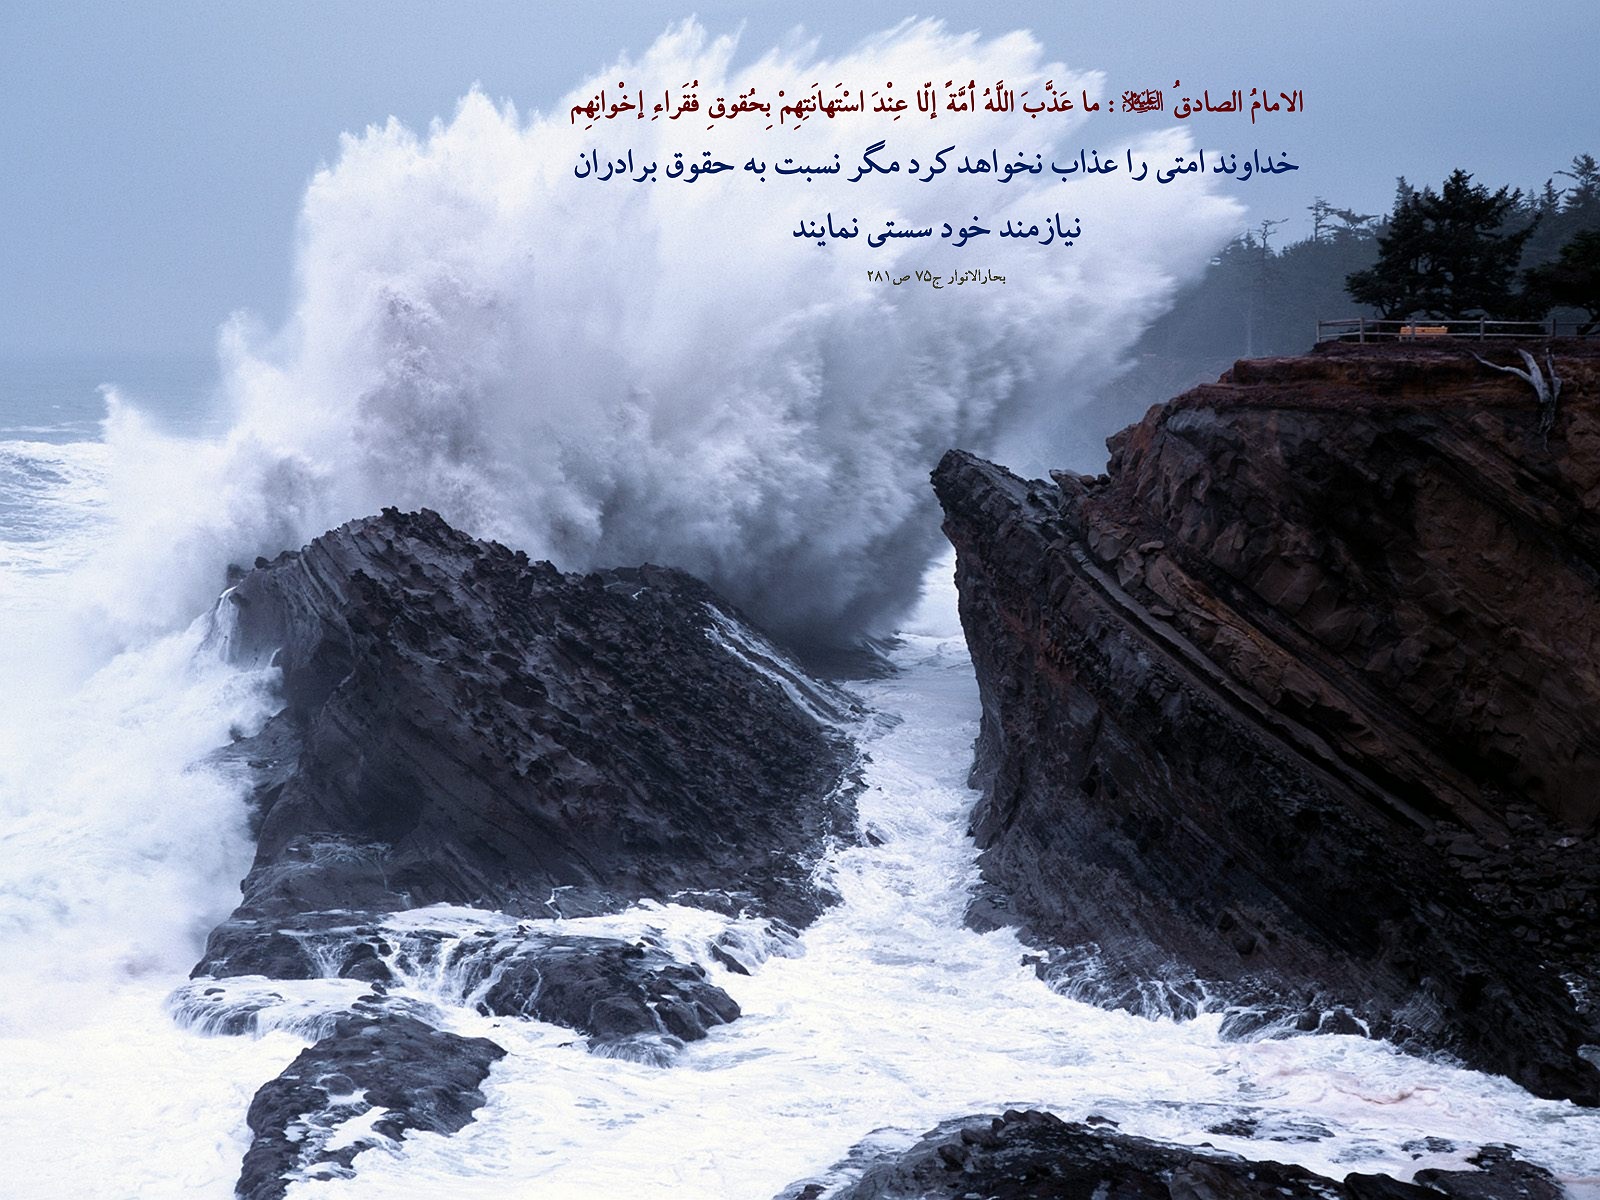 الامامُ الصادقُ علیه‌السلام : ما عَذَّبَ اللَّهُ أُمَّةً إلّا عِنْدَ اسْتَهانَتِهِمْ بِحُقوقِ فُقَراءِ إخْوانِهِم
خداوند امتی را عذاب نخواهد کرد مگر نسبت به حقوق برادران
نیازمند خود سستی نمایند
بحارالانوار ج۷۵ ص۲۸۱